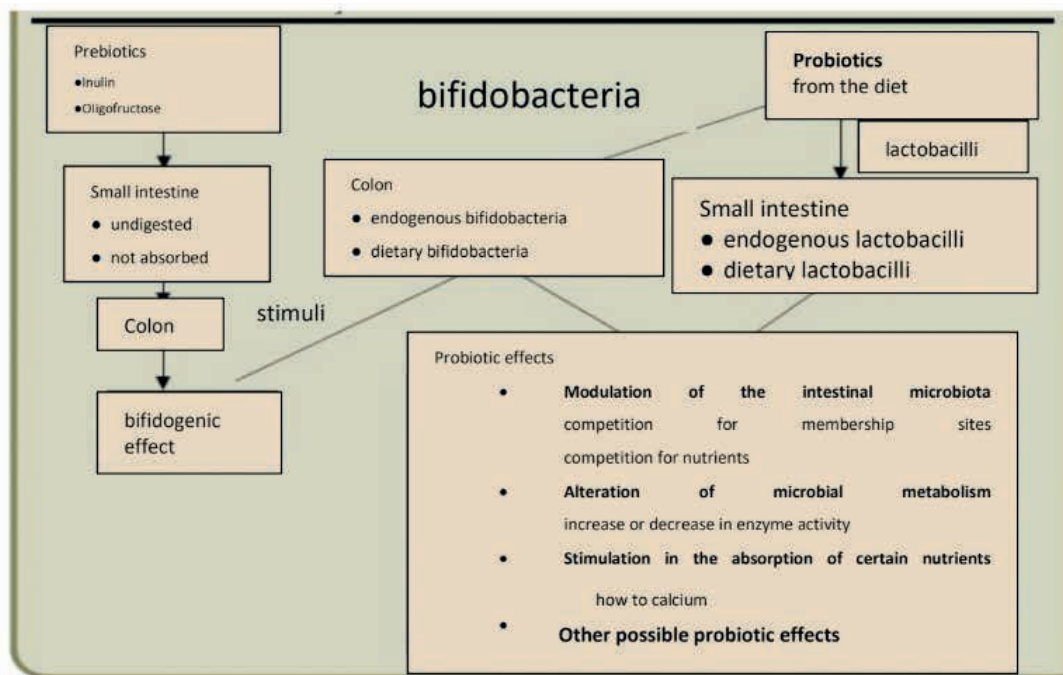 Prebiotics
●Inulin
●Oligofructose
Small intestine
● undigested
● not absorbed
Colon
bifidogenic
effect
stimuli
bifidobacteria
Colon
● endogenous bifidobacteria
● dietary bifidobacteria
Probiotics
from the diet
lactobacilli
Small intestine
● endogenous lactobacilli
● dietary lactobacilli
Probiotic effects
• Modulation of the intestinal microbiota
competition for membership sites
competition for nutrients
• Alteration of microbial metabolism
increase or decrease in enzyme activity
• Stimulation in the absorption of certain nutrients
how to calcium
• Other possible probiotic effects